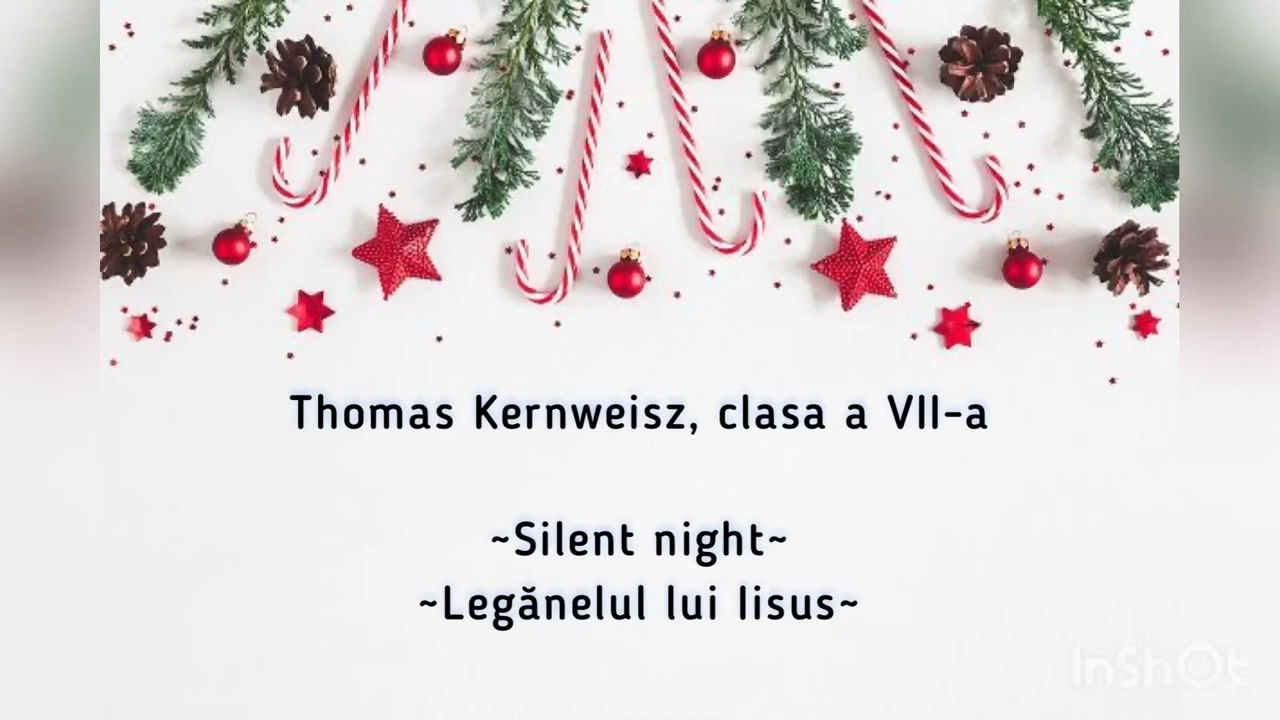 Thomas Kernweisz, clasa a VII-a
~Silent night~
~Legănelul lui Iisus~
InShOt